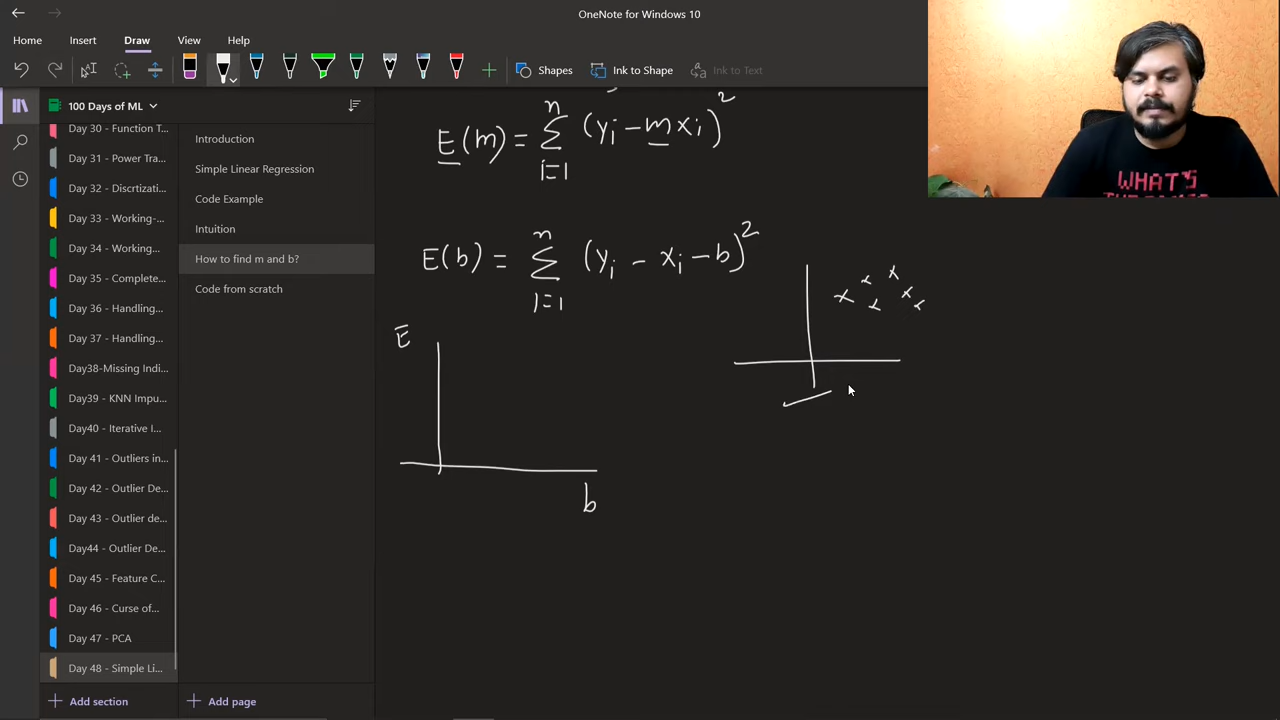 OneNote for Windows 10
Home Insert Draw View Help
Shapes Ink to Shape Ink to Text
100 Days of ML
Day 30 - Function T...
Day 31 - Power Tra...
Day 32 - Discrtizati...
Day 33 - Working-...
Day 34 - Working...
Day 35 - Complete...
Day 36 - Handling...
Day 37 - Handling...
Day38-Missing Indi...
Day39 - KNN Impu...
Day40 - Iterative I...
Day 41 - Outliers in...
Day 42 - Outlier De...
Day 43 - Outlier de...
Day44 - Outlier Det...
Day 45 - Feature C...
Day 46 - Curse of...
Day 47 - PCA
Day 48 - Simple Li...
Add section
Introduction
Simple Linear Regression
Code Example
Intuition
How to find m and b?
Code from scratch
Add page
E(m) = n∑i=1 (yi - mxi)²
E(b) = n∑i=1 (yi - xi - b)²
E
b
WHAT'S